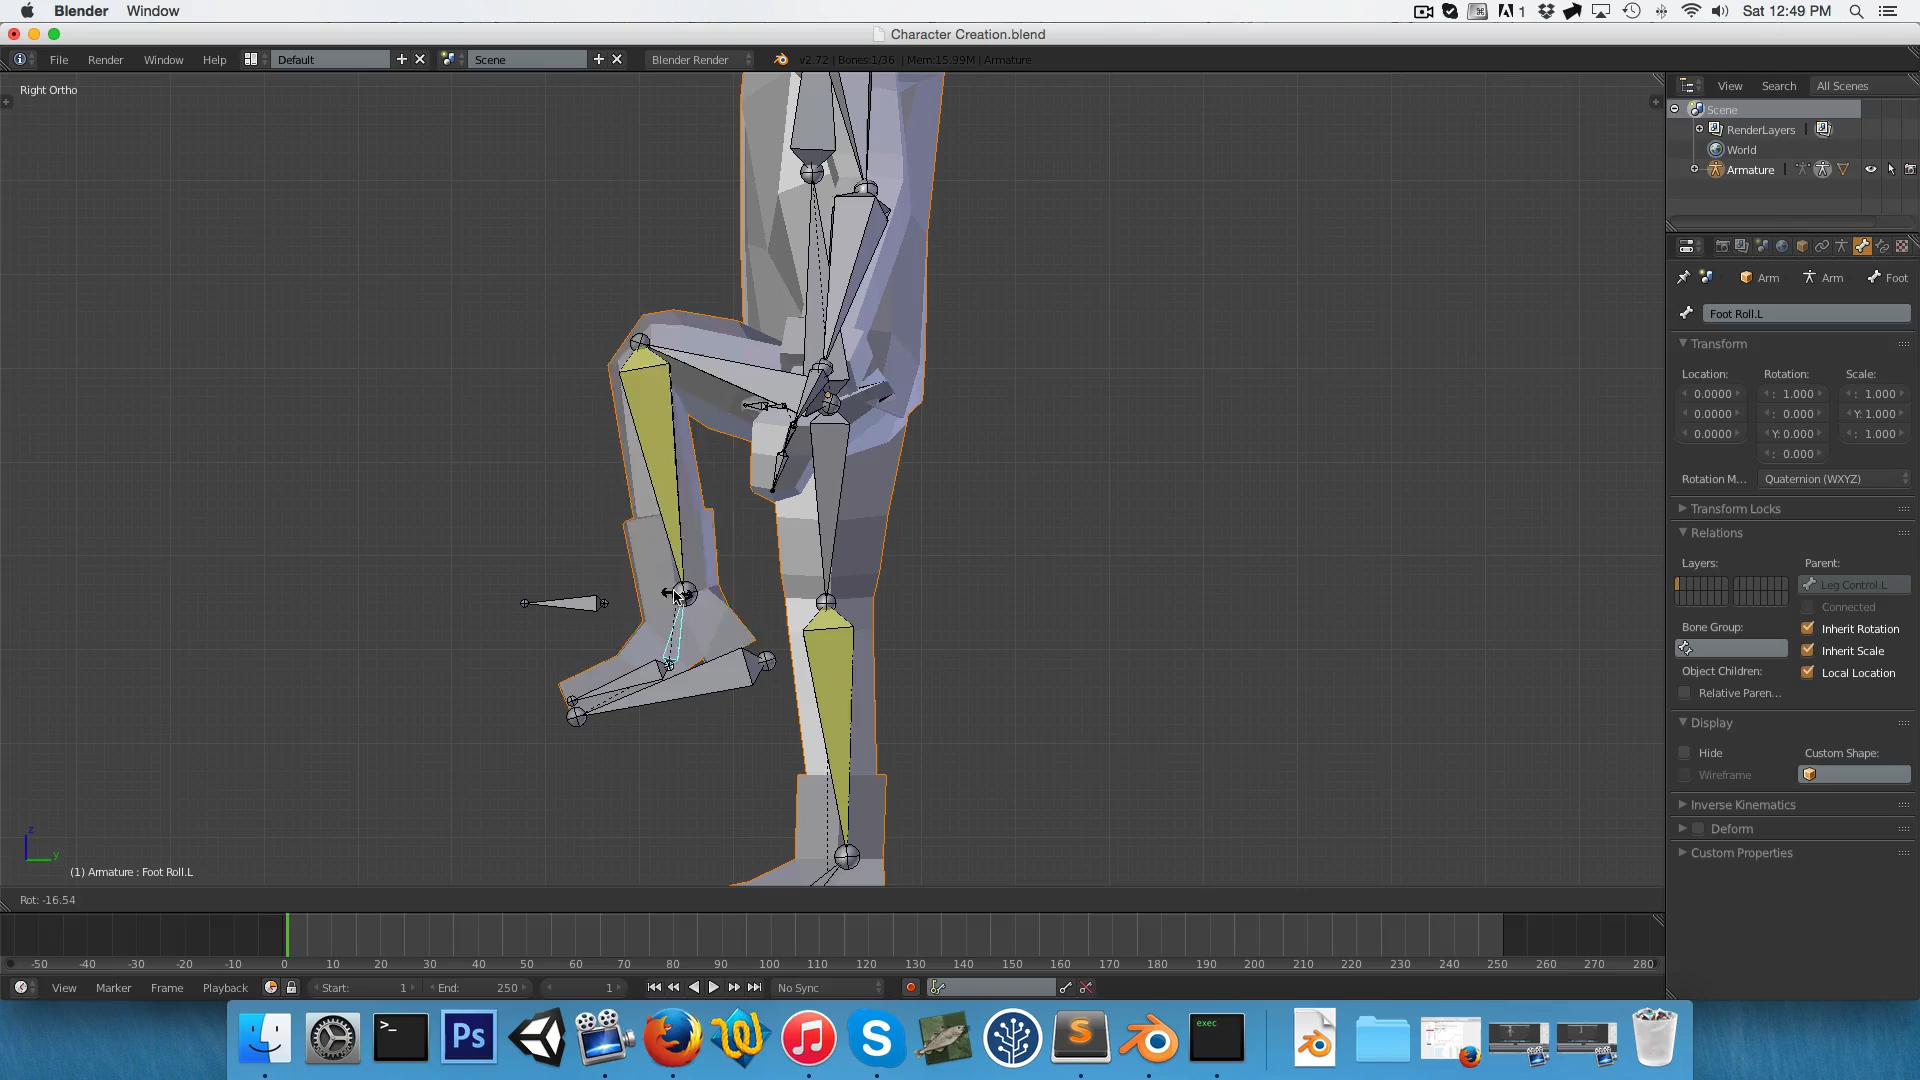 Blender Window
1 Sat 12:49 PM
Character Creation.blend
File Render Window Help Default Scene Blender Render v2.72 | Bones:1/36 | Mem:15.99M | Armature
View Search All Scenes
Right Ortho
Scene
RenderLayers
World
Armature
Arm Arm Foot
Foot Roll.L
Transform
Location: Rotation: Scale:
0.0000 : 1.000 : 1.000
0.0000 : 0.000 Y: 1.000
0.0000 Y: 0.000 : 1.000
: 0.000
Rotation M... Quaternion (WXYZ)
Transform Locks
Relations
Layers: Parent:
Leg Control.L
Connected
Bone Group: Inherit Rotation
Inherit Scale
Object Children: Local Location
Relative Paren...
Display
Hide Custom Shape:
Wireframe
Inverse Kinematics
Deform
Custom Properties
z
y
(1) Armature : Foot Roll.L
Rot: -16.54
-50 -40 -30 -20 -10 0 10 20 30 40 50 60 70 80 90 100 110 120 130 140 150 160 170 180 190 200 210 220 230 240 250 260 270 280
View Marker Frame Playback Start: 1 End: 250 1 No Sync
>_ Ps S S exec